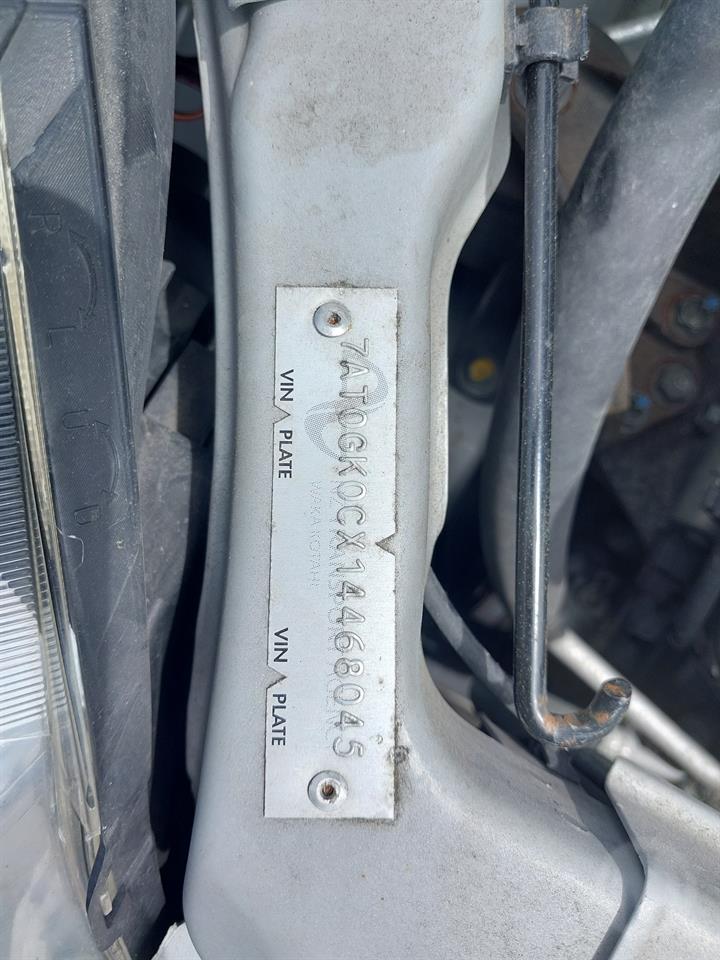 7AT0GK0CX14468045
WAKA KOTAHI
VIN PLATE
VIN PLATE
R L
U D